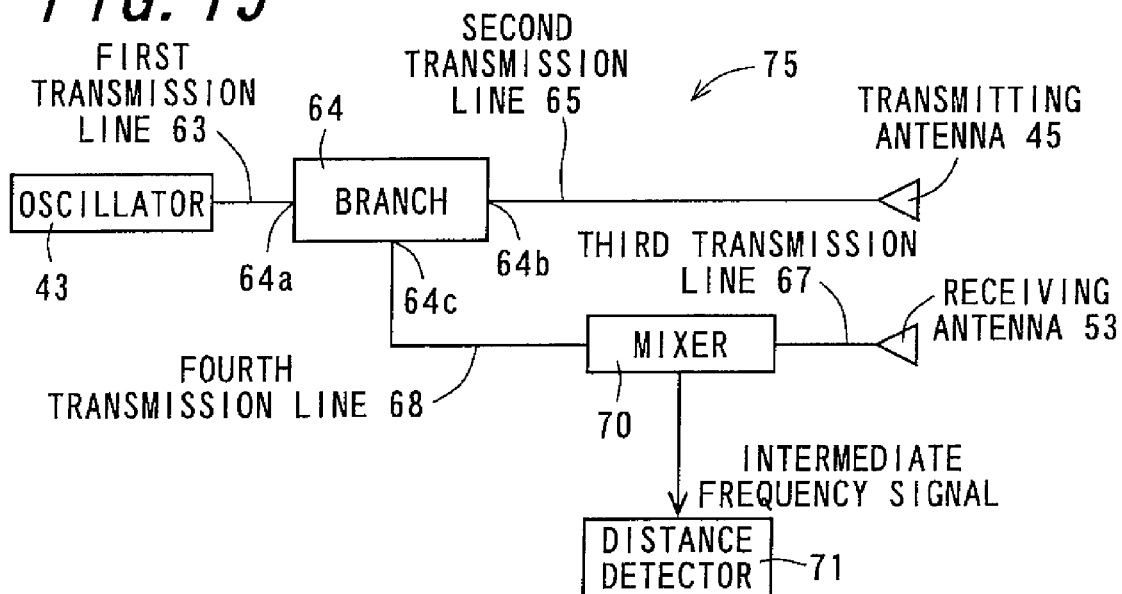 FIG. 19
FIRST
TRANSMISSION
LINE 63
SECOND
TRANSMISSION
LINE 65
75
TRANSMITTING
ANTENNA 45
64
OSCILLATOR
BRANCH
43
64a
64b
64c
THIRD TRANSMISSION
LINE 67
RECEIVING
ANTENNA 53
MIXER
FOURTH
TRANSMISSION LINE 68
70
INTERMEDIATE
FREQUENCY SIGNAL
DISTANCE
DETECTOR
71